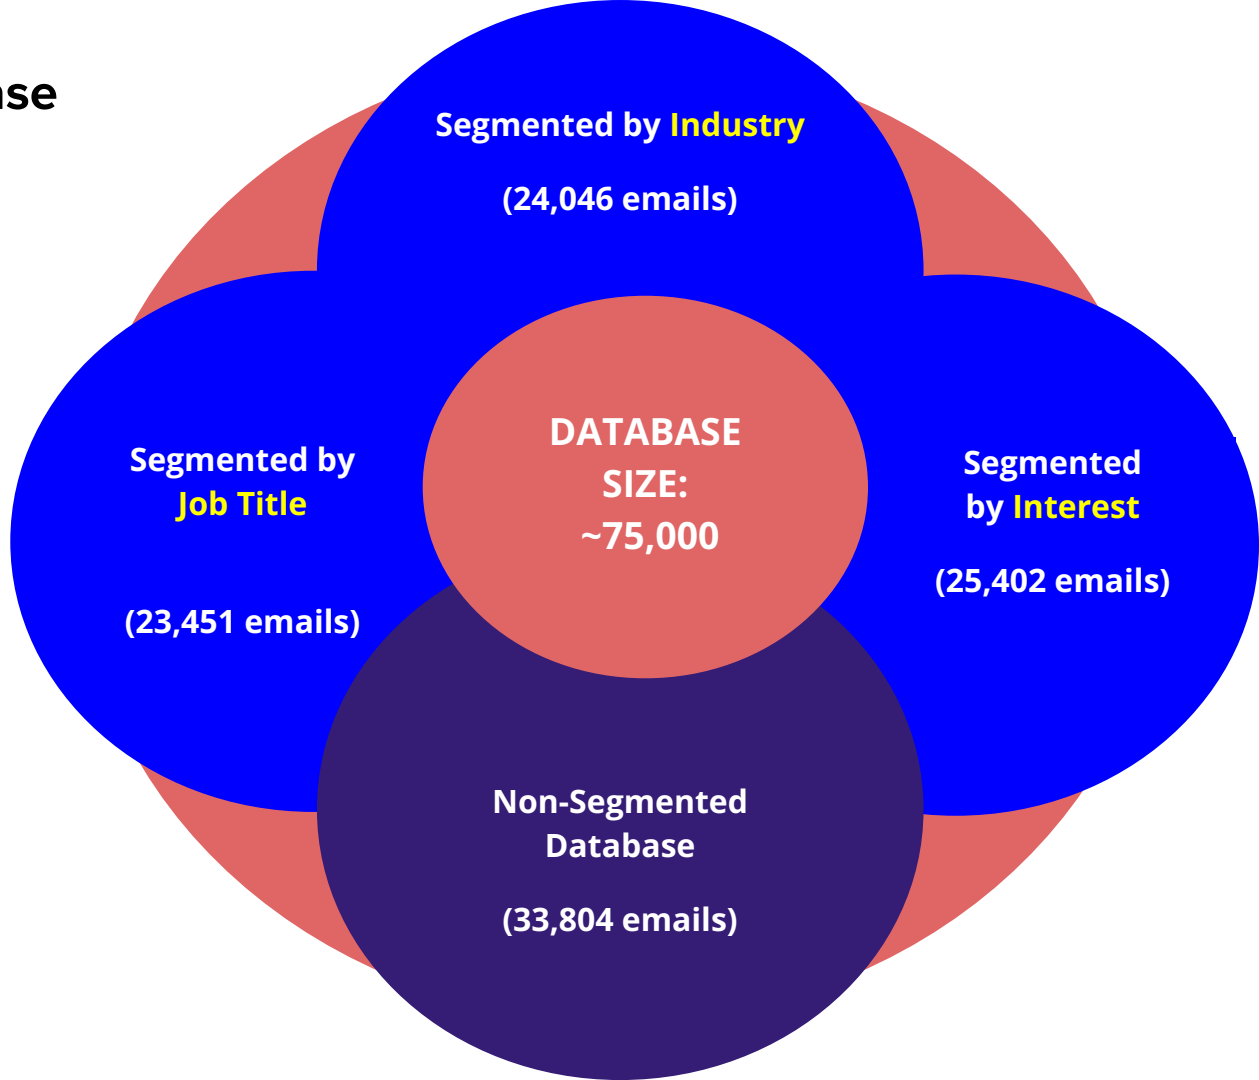 ase
Segmented by Industry
(24,046 emails)
DATABASE
SIZE:
~75,000
Segmented by
Job Title
(23,451 emails)
Segmented
by Interest
(25,402 emails)
Non-Segmented
Database
(33,804 emails)